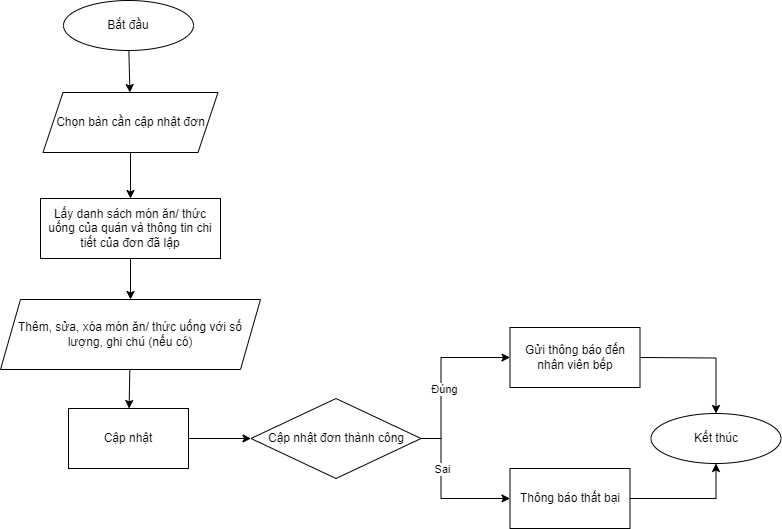 Bắt đầu
Chọn bản cần cập nhật đơn
Lấy danh sách món ăn/ thức
uống của quán và thông tin chi
tiết của đơn đã lập
Thêm, sửa, xóa món ăn/ thức uống với số
lượng, ghi chú (nếu có)
Cập nhật
Cập nhật đơn thành công
Đúng
Gửi thông báo đến
nhân viên bếp
Sai
Thông báo thất bại
Kết thúc